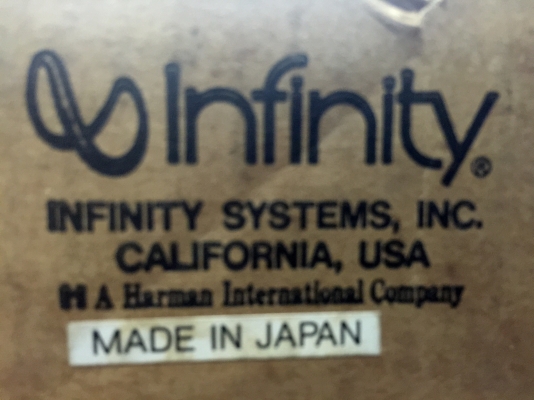 Infinity®
INFINITY SYSTEMS, INC.
CALIFORNIA, USA
A Harman International Company
MADE IN JAPAN